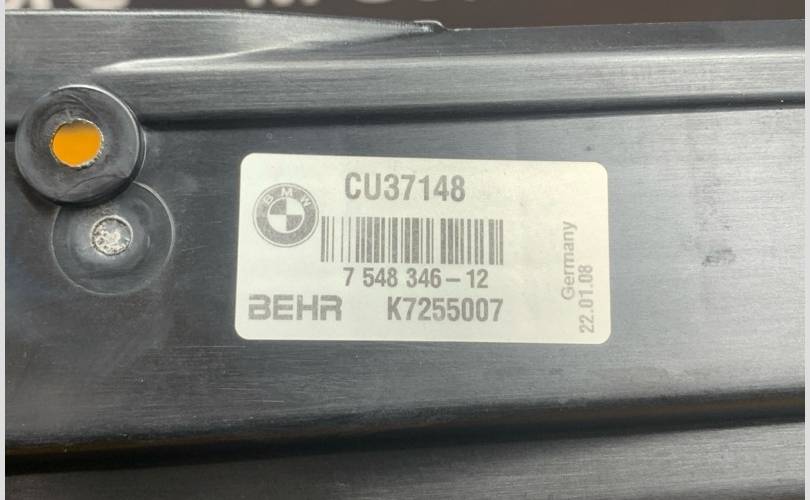 CU37148
BMW
7 548 346-12
BEHR K7255007
Germany
22.01.08